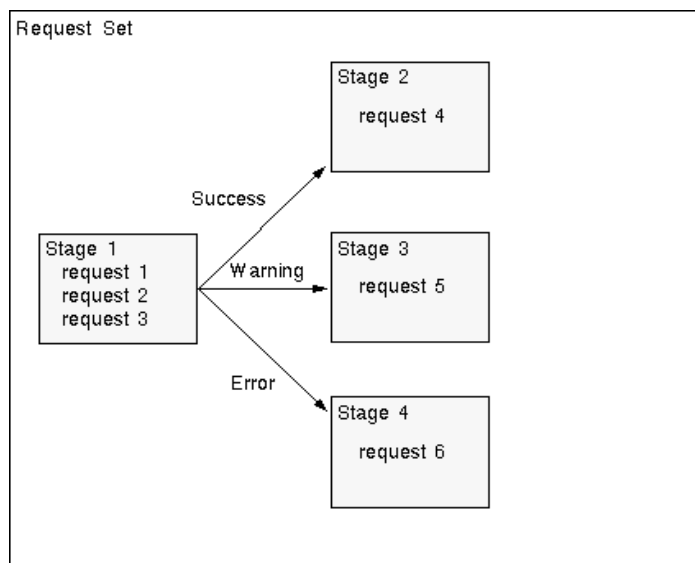 Request Set
Stage 1
request 1
request 2
request 3
Success
Warning
Error
Stage 2
request 4
Stage 3
request 5
Stage 4
request 6